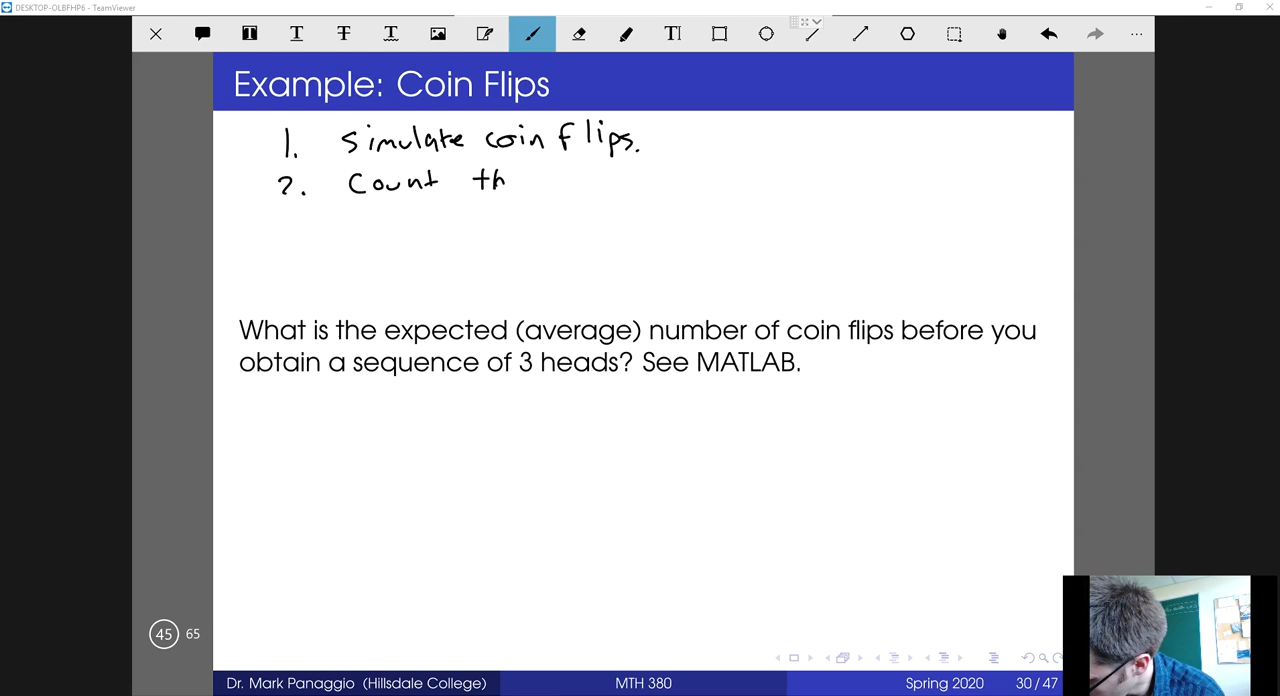 DESKTOP-OLBFHP6 - TeamViewer
Example: Coin Flips
1. Simulate coin flips.
2. Count th
What is the expected (average) number of coin flips before you
obtain a sequence of 3 heads? See MATLAB.
45 65
Dr. Mark Panaggio (Hillsdale College) MTH 380 Spring 2020 30 / 47